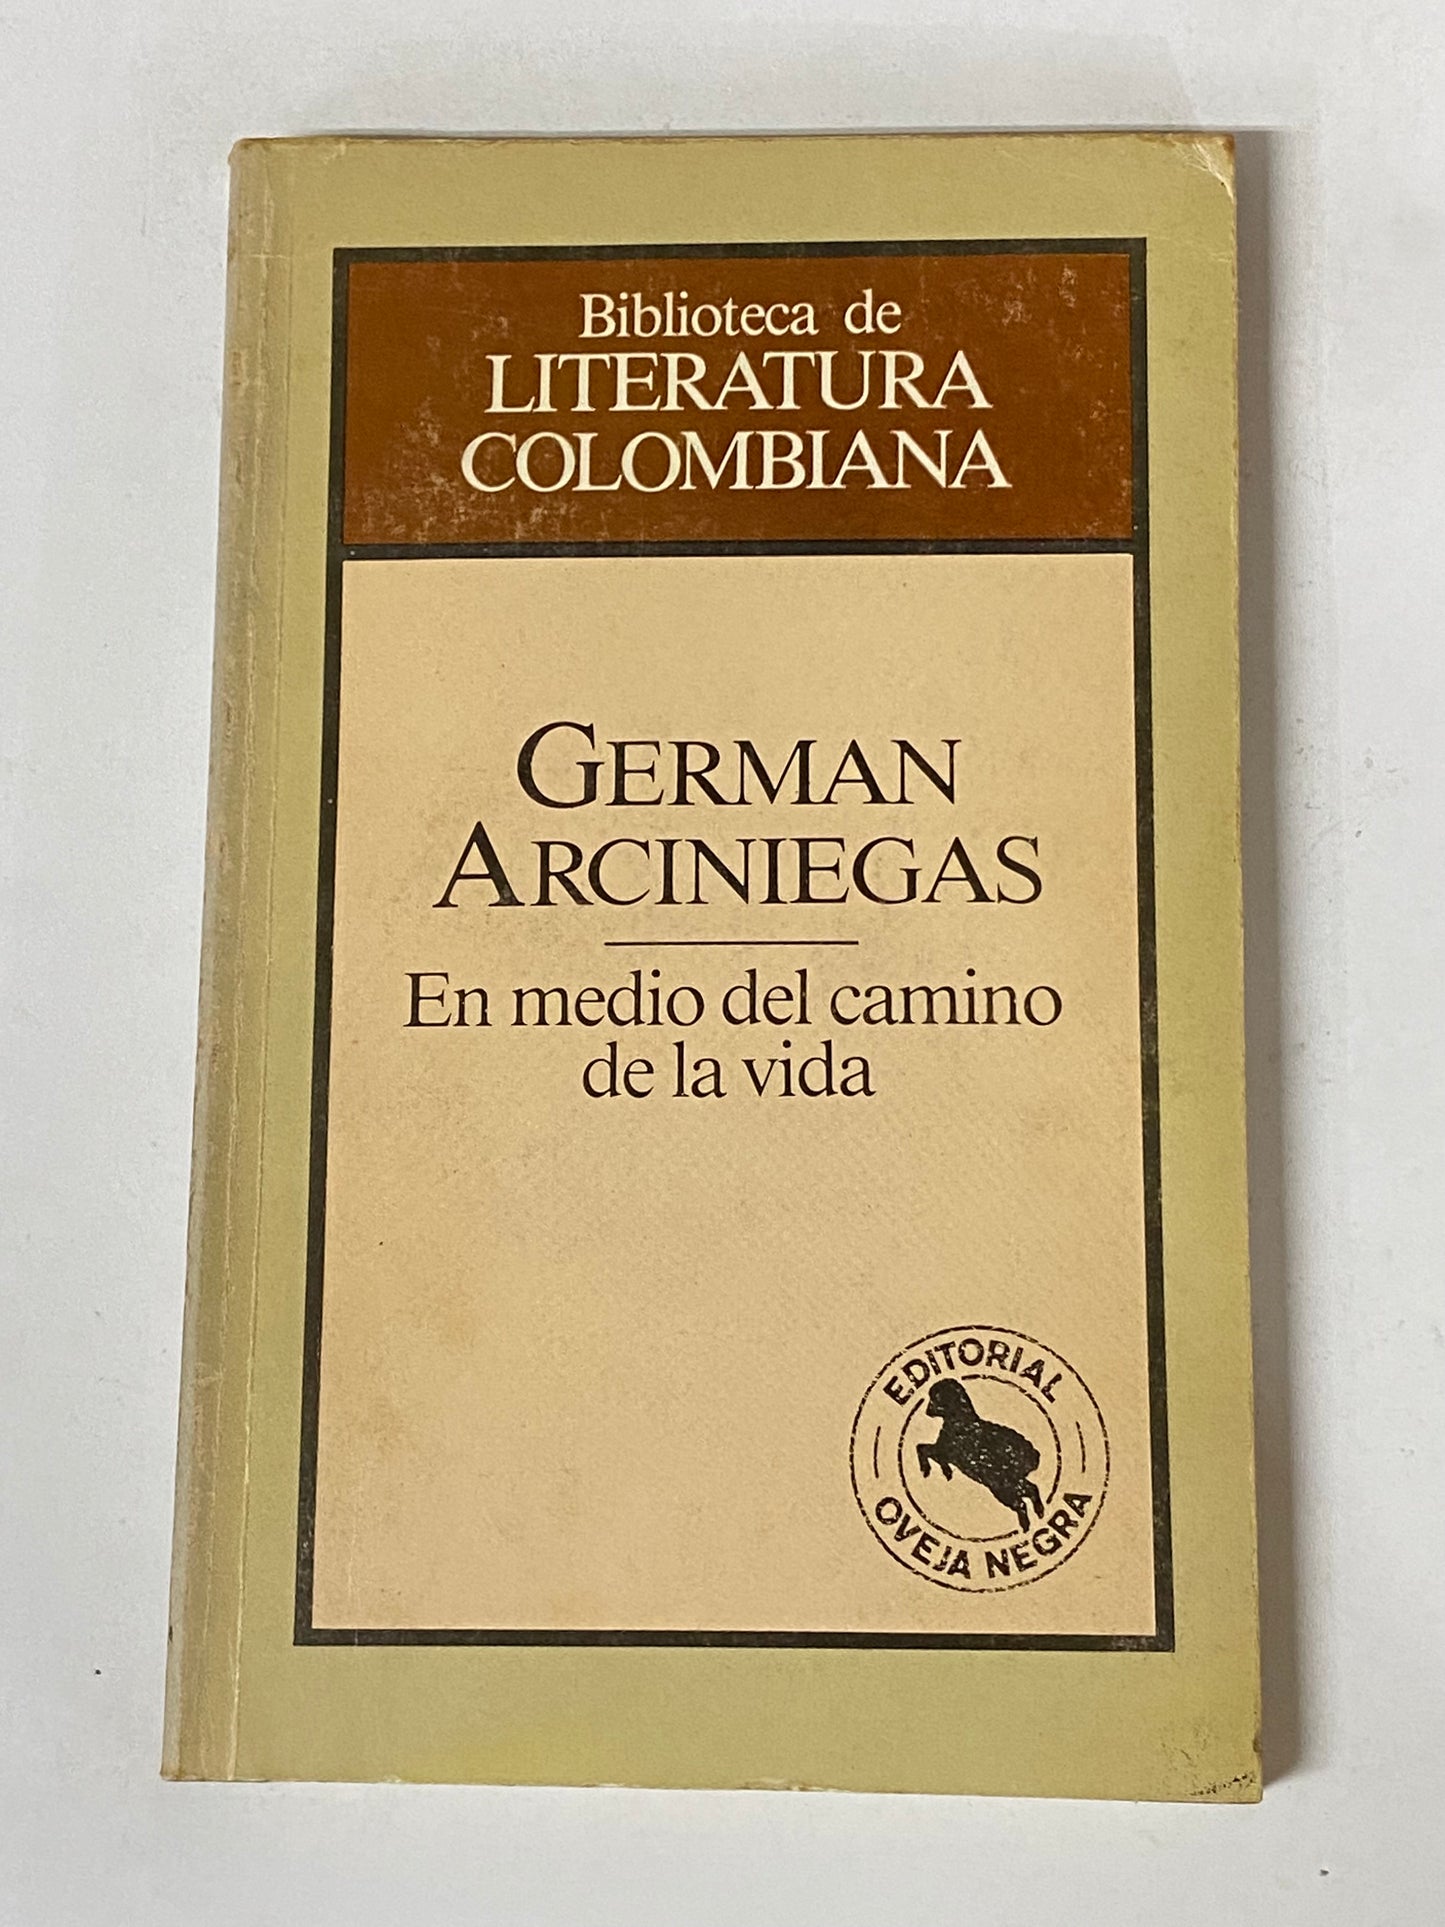 Biblioteca de
LITERATURA
COLOMBIANA
GERMAN
ARCINIEGAS
En medio del camino
de la vida
EDITORIAL
OVEJA NEGRA